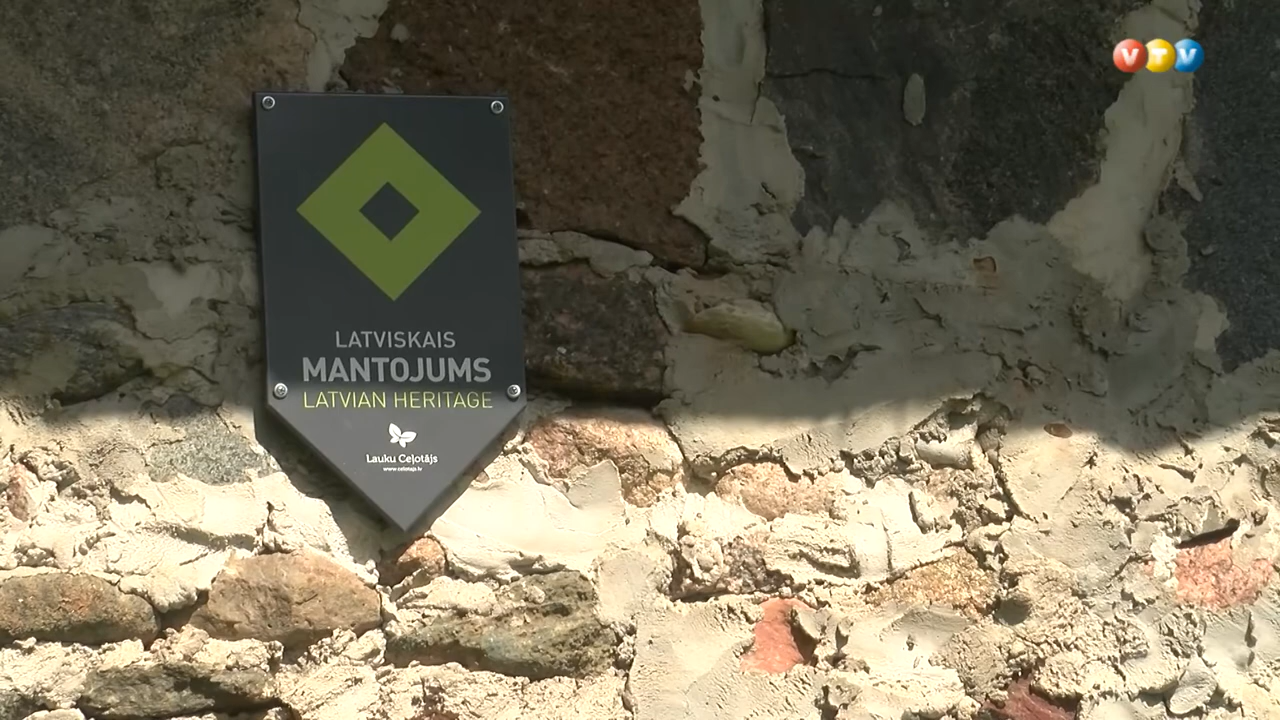 VTV
LATVISKAIS
MANTOJUMS
LATVIAN HERITAGE
Lauku Ceļotājs
www.celotajs.lv